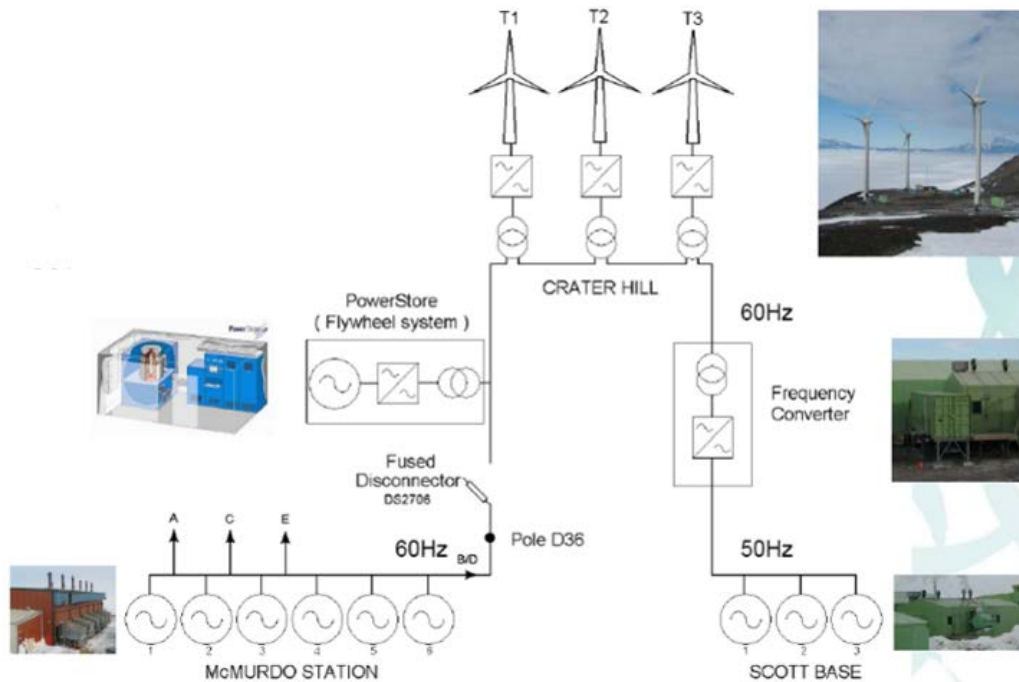 T1 T2 T3
CRATER HILL
PowerStore
( Flywheel system )
60Hz
Frequency
Converter
Fused
Disconnector
DS2706
A C E
60Hz
B/D
Pole D36
50Hz
1 2 3 4 5 6
1 2 3
McMURDO STATION
SCOTT BASE